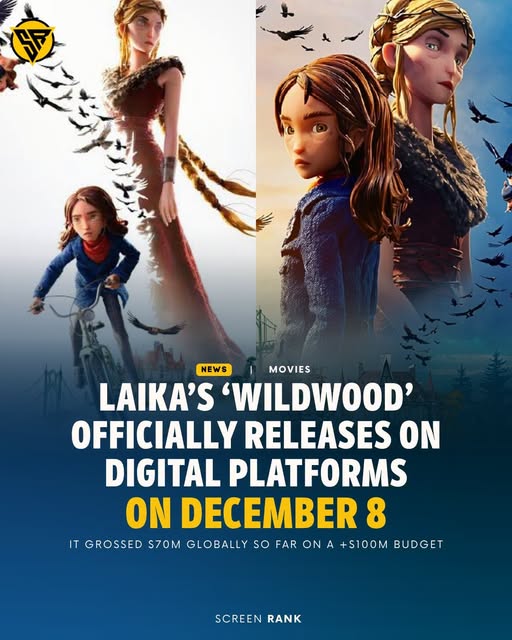 SR
NEWS | MOVIES
LAIKA'S 'WILDWOOD'
OFFICIALLY RELEASES ON
DIGITAL PLATFORMS
ON DECEMBER 8
IT GROSSED $70M GLOBALLY SO FAR ON A +$100M BUDGET
SCREEN RANK